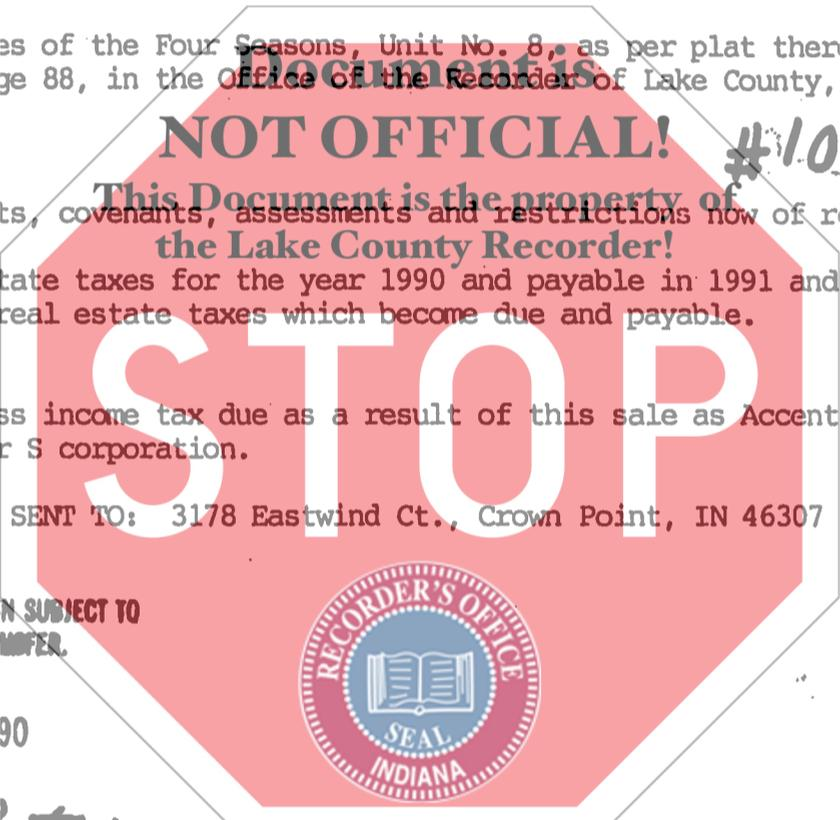 es of the Four Seasons, Unit No. 8, as per plat ther
Document is
ge 88, in the Office of the Recorder of Lake County,
NOT OFFICIAL!
#10
This Document is the property of
ts, covenants, assessments and restrictions now of r
the Lake County Recorder!
tate taxes for the year 1990 and payable in 1991 and
real estate taxes which become due and payable.
STOP
ss income tax due as a result of this sale as Accent
r S corporation.
SENT TO: 3178 Eastwind Ct., Crown Point, IN 46307
N SUBJECT TO
RECORDER'S OFFICE
90
SEAL
INDIANA